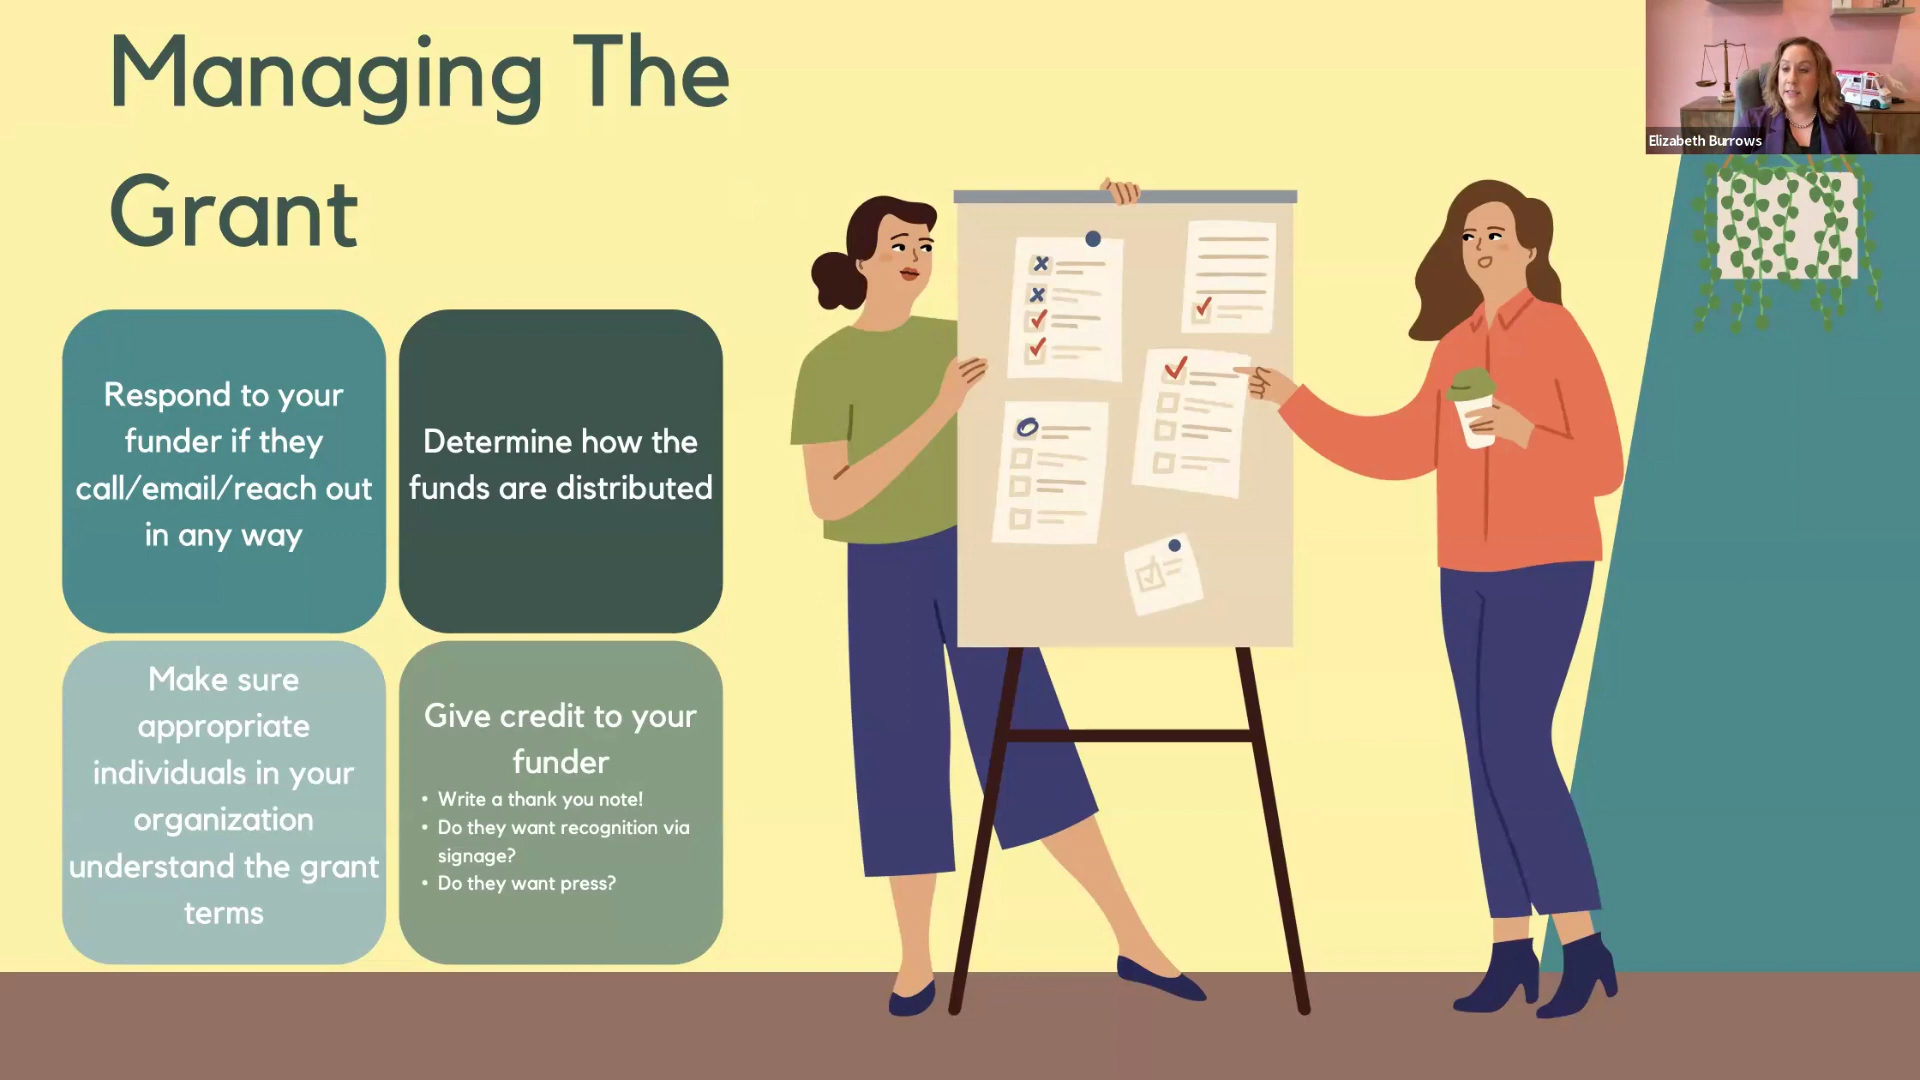 Managing The
Grant
Elizabeth Burrows
Respond to your
funder if they
call/email/reach out
in any way
Determine how the
funds are distributed
Make sure
appropriate
individuals in your
organization
understand the grant
terms
Give credit to your
funder
• Write a thank you note!
• Do they want recognition via
signage?
• Do they want press?